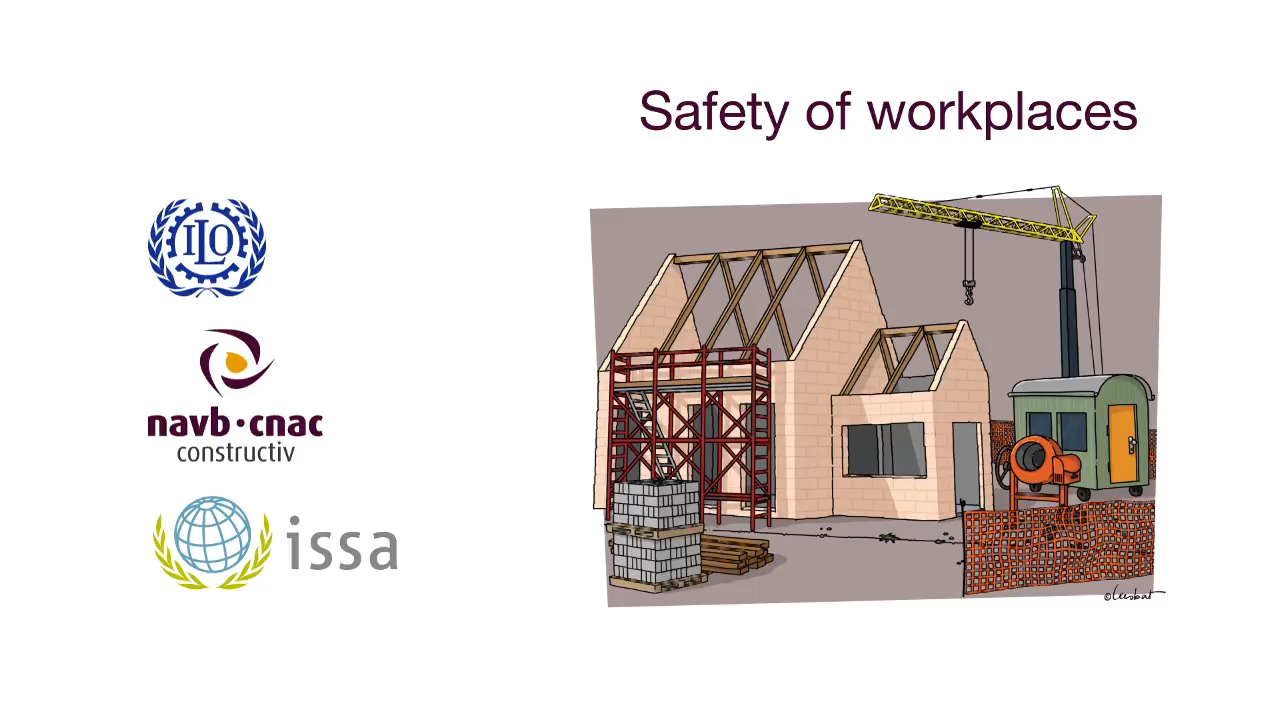 Safety of workplaces
ILO
navb•cnac
constructiv
issa